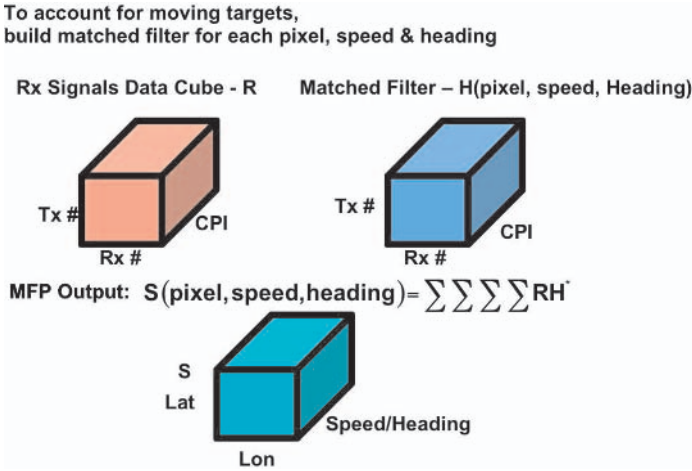 To account for moving targets,
build matched filter for each pixel, speed & heading
Rx Signals Data Cube - R
Matched Filter – H(pixel, speed, Heading)
Tx #
CPI
Rx #
Tx #
CPI
Rx #
MFP Output: S(pixel,speed,heading)=∑∑∑∑RH*
S
Lat
Speed/Heading
Lon